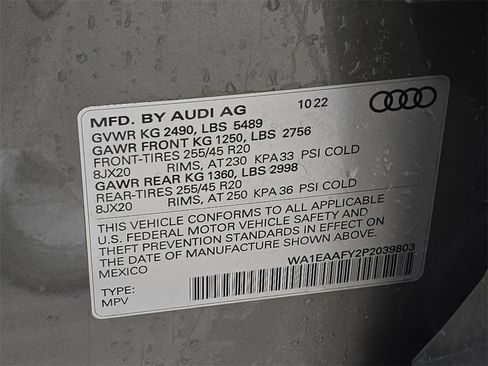 MFD. BY AUDI AG 10 22
GVWR KG 2490, LBS 5489
GAWR FRONT KG 1250, LBS 2756
FRONT-TIRES 255/45 R20
8JX20 RIMS, AT 230 KPA 33 PSI COLD
GAWR REAR KG 1360, LBS 2998
REAR-TIRES 255/45 R20
8JX20 RIMS, AT 250 KPA 36 PSI COLD
THIS VEHICLE CONFORMS TO ALL APPLICABLE
U.S. FEDERAL MOTOR VEHICLE SAFETY AND
THEFT PREVENTION STANDARDS IN EFFECT ON
THE DATE OF MANUFACTURE SHOWN ABOVE.
MEXICO
WA1EAAFY2P2039803
TYPE:
MPV